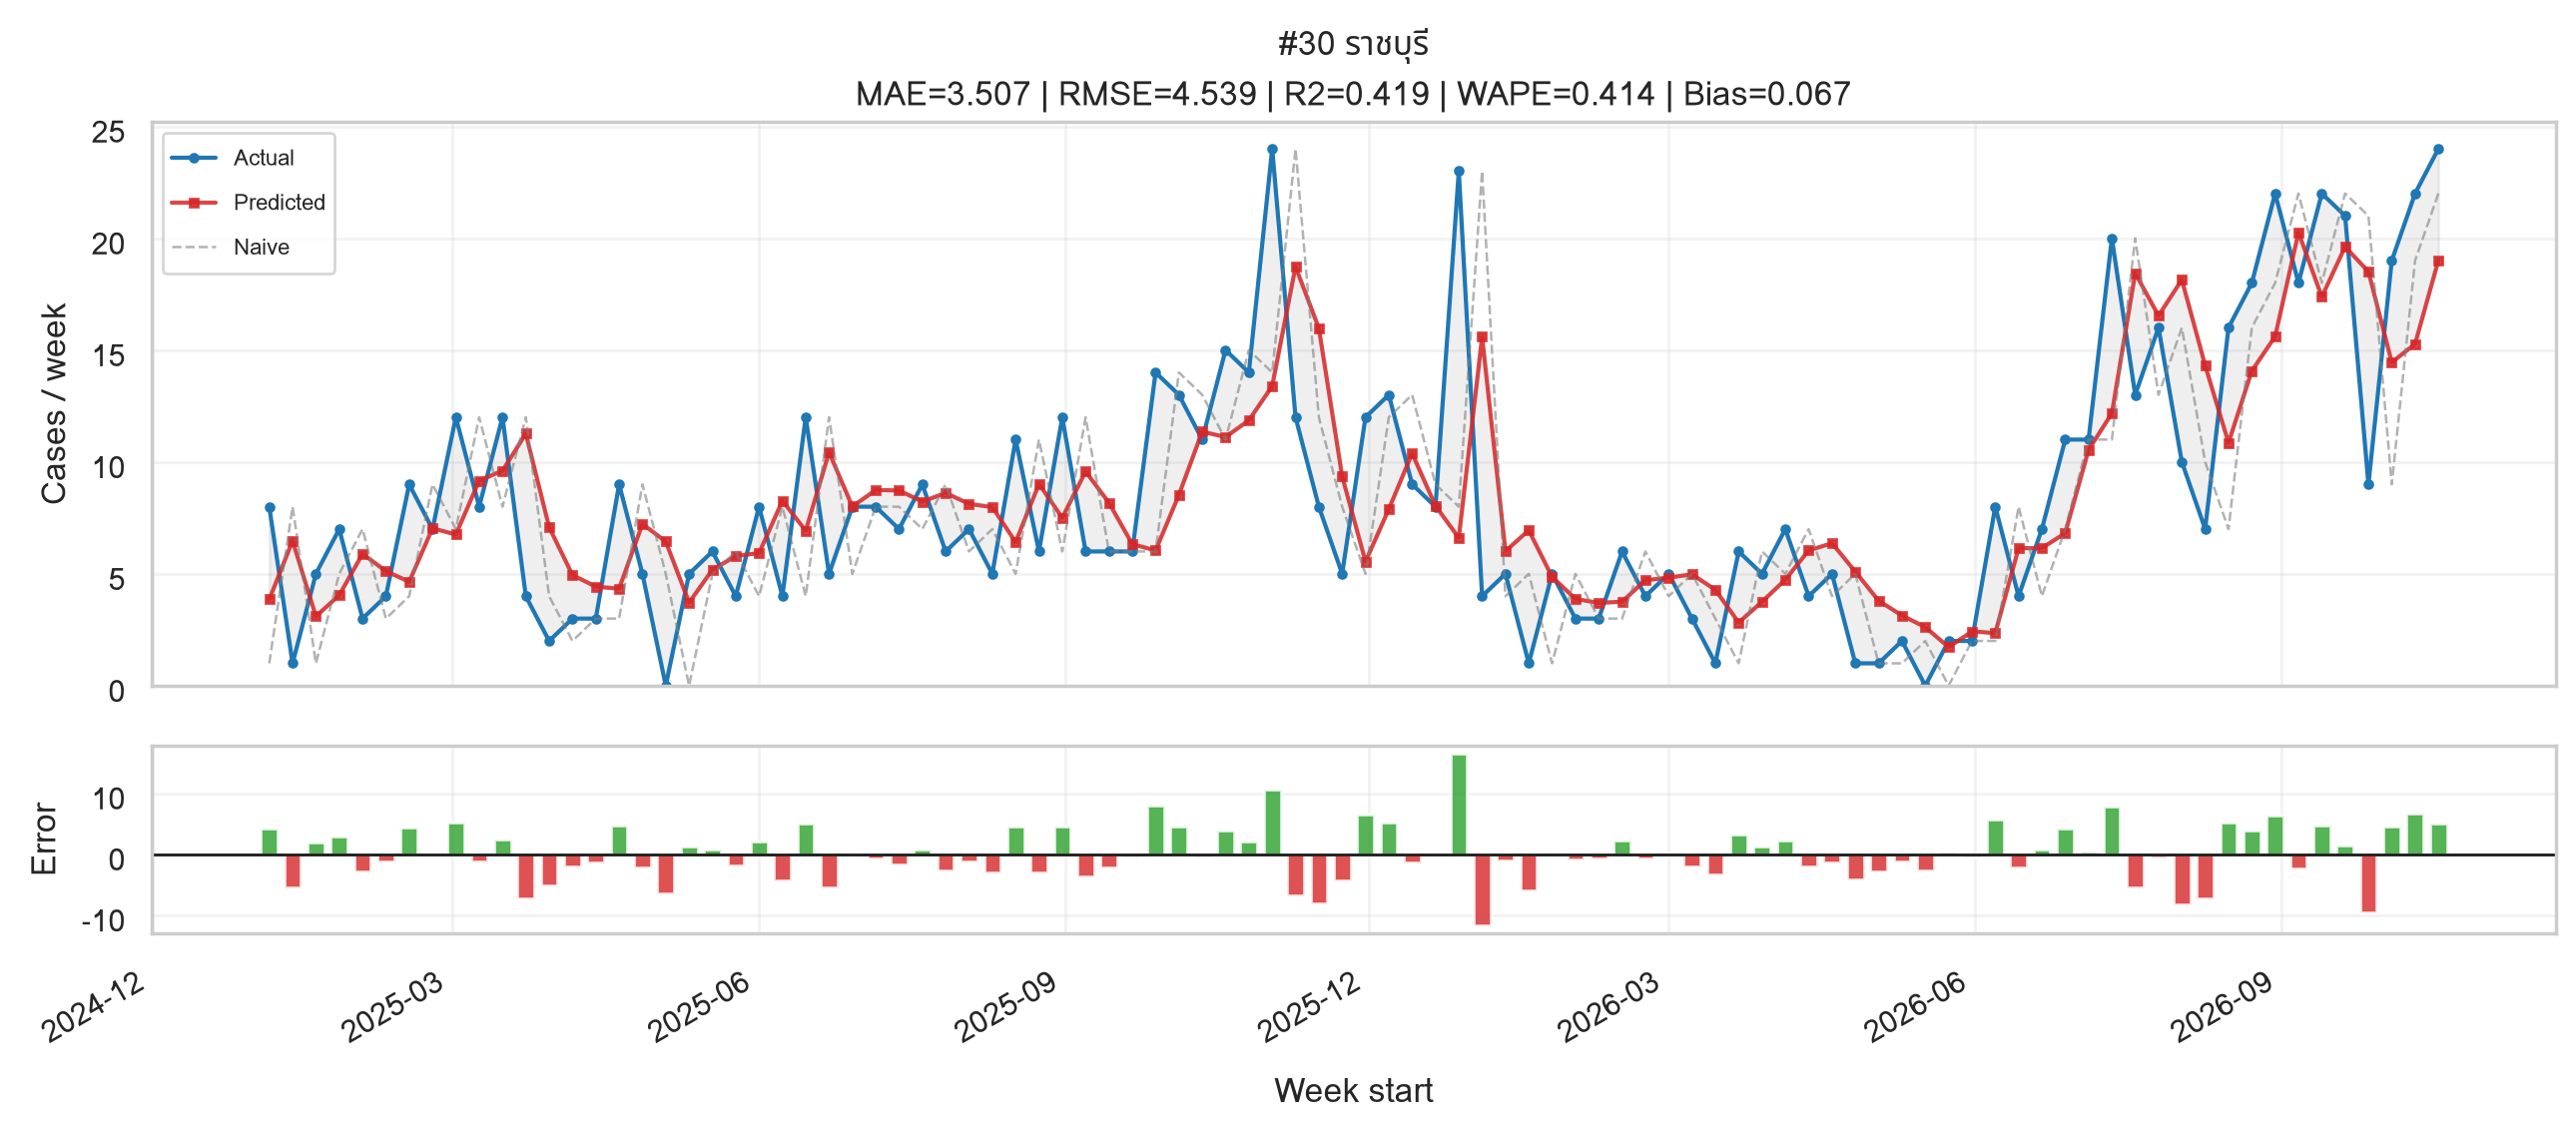 #30 ราชบุรี
MAE=3.507 | RMSE=4.539 | R2=0.419 | WAPE=0.414 | Bias=0.067
25
20
15
10
5
0
Cases / week
Actual
Predicted
Naive
10
0
-10
Error
2024-12
2025-03
2025-06
2025-09
2025-12
2026-03
2026-06
2026-09
Week start